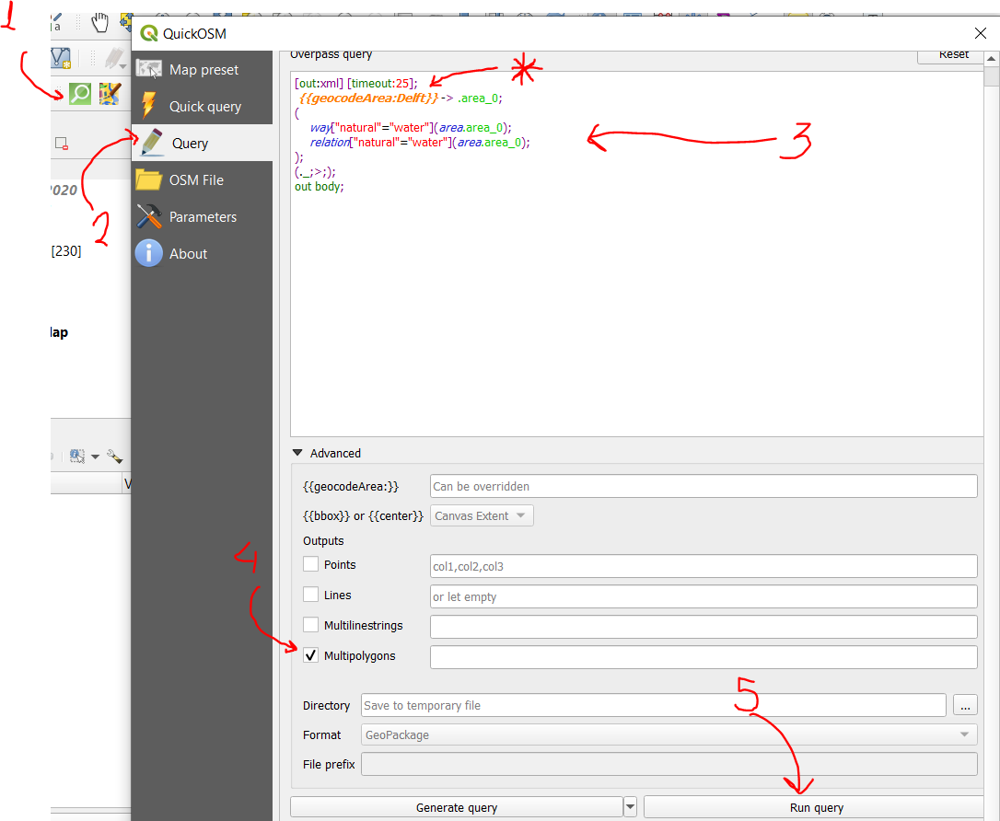 1
a
QuickOSM
Map preset
Quick query
Query
OSM File
Parameters
About
2020
2
[230]
lap
V
Overpass query
Reset
*
[out:xml] [timeout:25];
{{geocodeArea:Delft}} -> .area_0;
(
way["natural"="water"](area.area_0);
relation["natural"="water"](area.area_0);
);
(._;>;);
out body;
3
Advanced
{{geocodeArea:}}
Can be overridden
{{bbox}} or {{center}}
Canvas Extent
Outputs
4
Points
col1,col2,col3
Lines
or let empty
Multilinestrings
Multipolygons
5
Directory
Save to temporary file
...
Format
GeoPackage
File prefix
Generate query
Run query